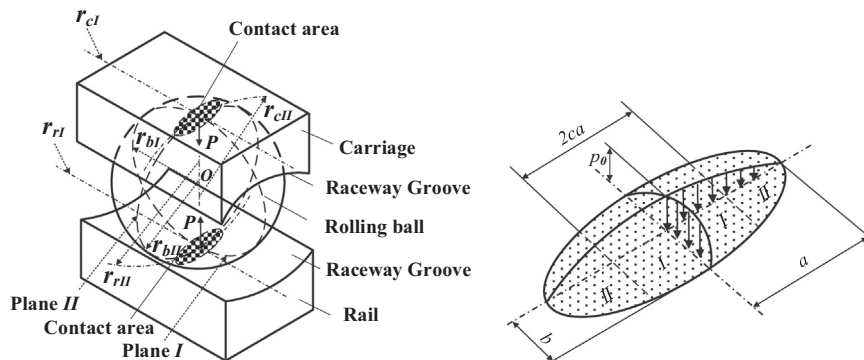 r_cI
Contact area
r_cII
r_rI
r_bI
P
Carriage
O
Raceway Groove
P
Rolling ball
r_bII
Raceway Groove
r_rII
Plane II
Rail
Contact area
Plane I
2ca
p_0
II
I
I
II
a
b